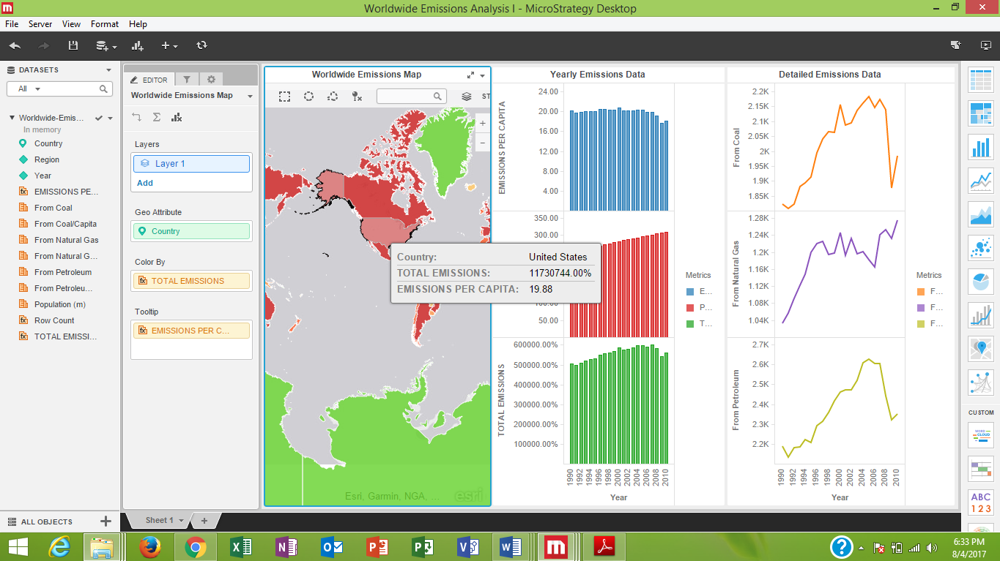 Worldwide Emissions Analysis I - MicroStrategy Desktop
File Server View Format Help
DATASETS
All
Worldwide-Emis...
In memory
Country
Region
Year
EMISSIONS PE...
From Coal
From Coal/Capita
From Natural Gas
From Natural G...
From Petroleum
From Petroleu...
Population (m)
Row Count
TOTAL EMISSI...
ALL OBJECTS
EDITOR
Worldwide Emissions Map
Layers
Layer 1
Add
Geo Attribute
Country
Color By
TOTAL EMISSIONS
Tooltip
EMISSIONS PER C...
Worldwide Emissions Map
ST
Country: United States
TOTAL EMISSIONS: 11730744.00%
EMISSIONS PER CAPITA: 19.88
Esri, Garmin, NGA, ...
esri
Yearly Emissions Data
EMISSIONS PER CAPITA
24.00
20.00
16.00
12.00
8.00
4.00
350.00
300.00
50.00
TOTAL EMISSIONS
600000.00%
500000.00%
400000.00%
300000.00%
200000.00%
100000.00%
1990 1992 1994 1996 1998 2000 2002 2004 2006 2008 2010
Year
Metrics
E...
P...
T...
Detailed Emissions Data
From Coal
2.2K
2.15K
2.1K
2.05K
2K
1.95K
1.9K
1.85K
From Natural Gas
1.28K
1.24K
1.2K
1.16K
1.12K
1.08K
1.04K
From Petroleum
2.7K
2.6K
2.5K
2.4K
2.3K
2.2K
1990 1992 1994 1996 1998 2000 2002 2004 2006 2008 2010
Year
Metrics
F...
F...
F...
CUSTOM
WORD
CLOUD
ABC
123
Sheet 1
6:33 PM
8/4/2017